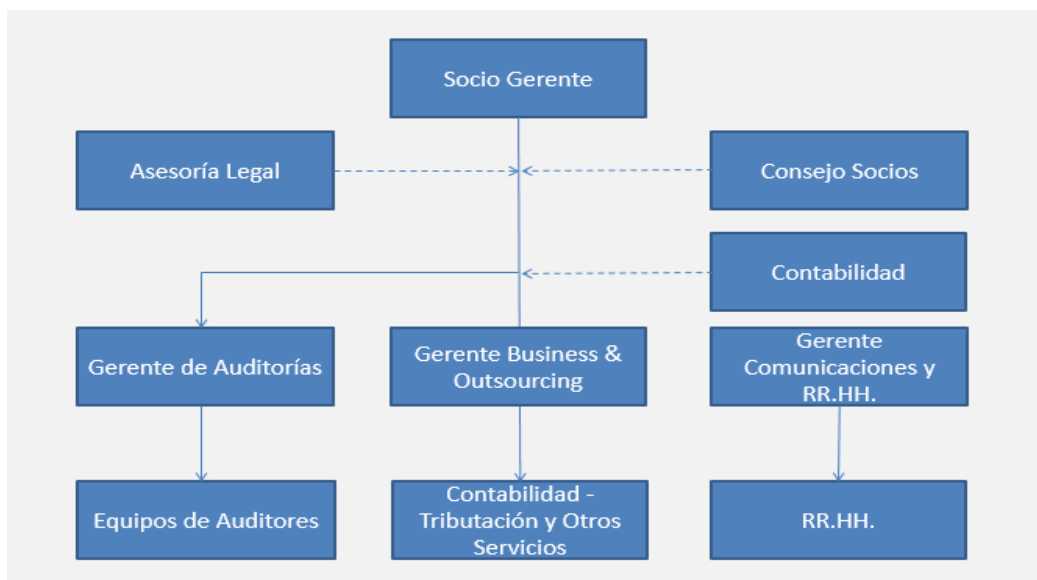 Socio Gerente
Asesoría Legal
Consejo Socios
Contabilidad
Gerente de Auditorías
Gerente Business &
Outsourcing
Gerente
Comunicaciones y
RR.HH.
Equipos de Auditores
Contabilidad -
Tributación y Otros
Servicios
RR.HH.